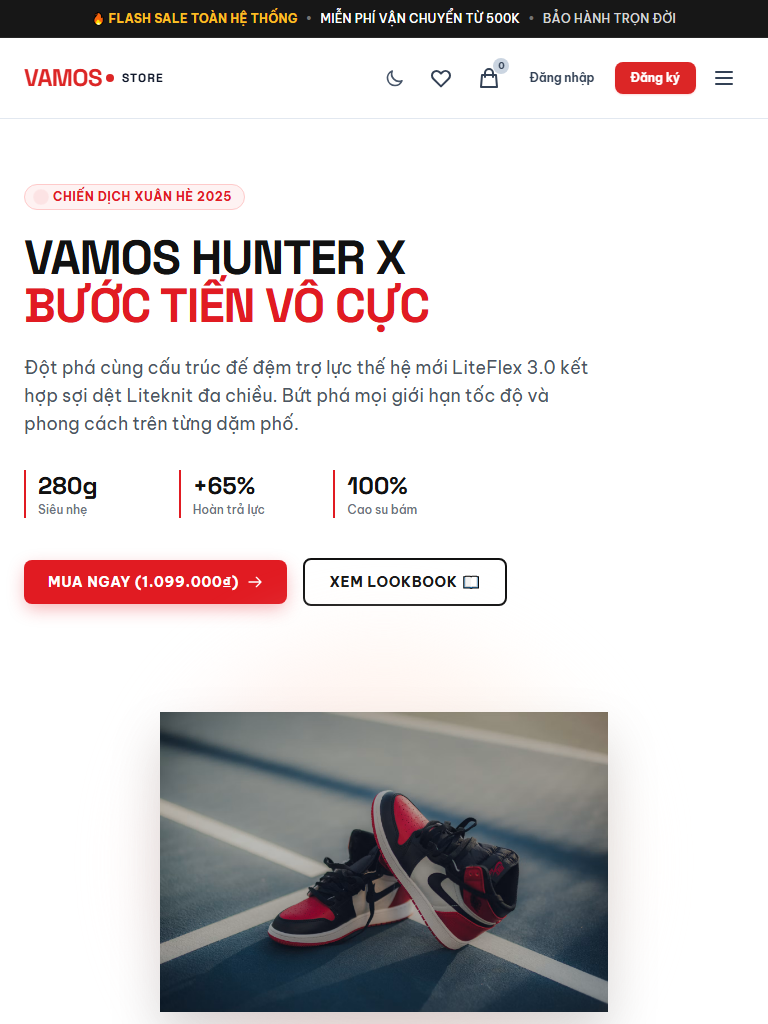 🔥 FLASH SALE TOÀN HỆ THỐNG • MIỄN PHÍ VẬN CHUYỂN TỪ 500K • BẢO HÀNH TRỌN ĐỜI
VAMOS STORE
0
Đăng nhập
Đăng ký
CHIẾN DỊCH XUÂN HÈ 2025
VAMOS HUNTER X
BƯỚC TIẾN VÔ CỰC
Đột phá cùng cấu trúc đế đệm trợ lực thế hệ mới LiteFlex 3.0 kết
hợp sợi dệt Liteknit đa chiều. Bứt phá mọi giới hạn tốc độ và
phong cách trên từng dặm phố.
280g
Siêu nhẹ
+65%
Hoàn trả lực
100%
Cao su bám
MUA NGAY (1.099.000₫) →
XEM LOOKBOOK 📖